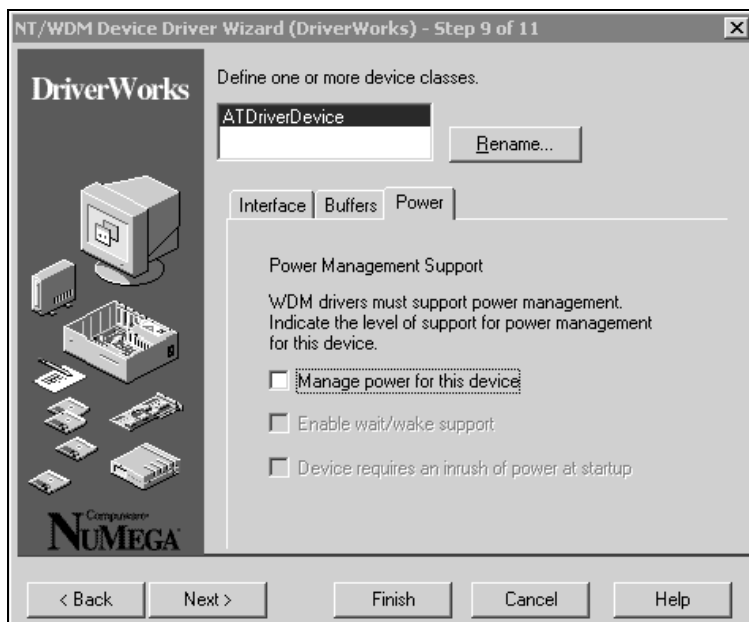 NT/WDM Device Driver Wizard (DriverWorks) - Step 9 of 11
DriverWorks
Define one or more device classes.
ATDriverDevice
Rename...
Interface
Buffers
Power
Power Management Support
WDM drivers must support power management.
Indicate the level of support for power management
for this device.
Manage power for this device
Enable wait/wake support
Device requires an inrush of power at startup
Compuware
NUMEGA
< Back
Next >
Finish
Cancel
Help